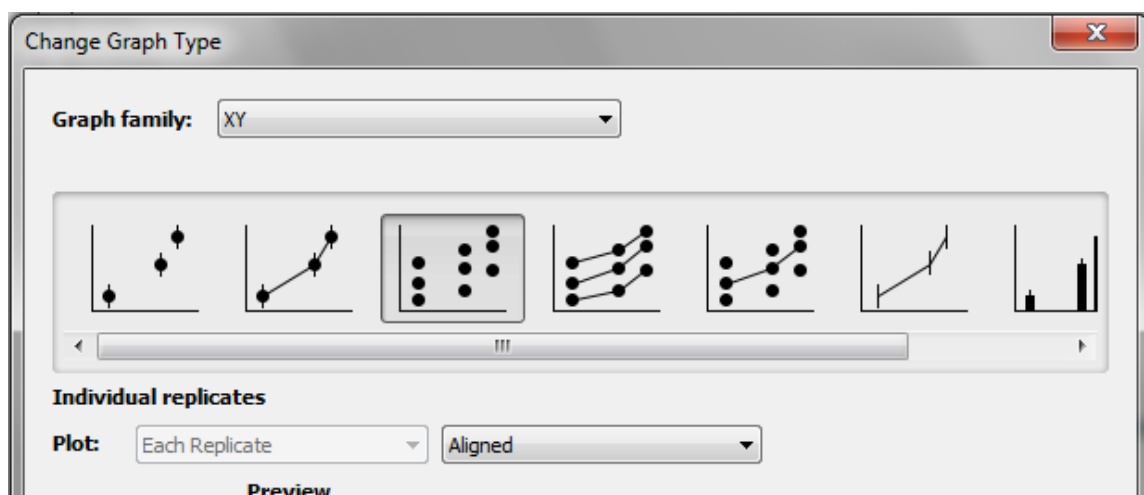 Change Graph Type
Graph family: XY
Individual replicates
Plot: Each Replicate Aligned
Preview